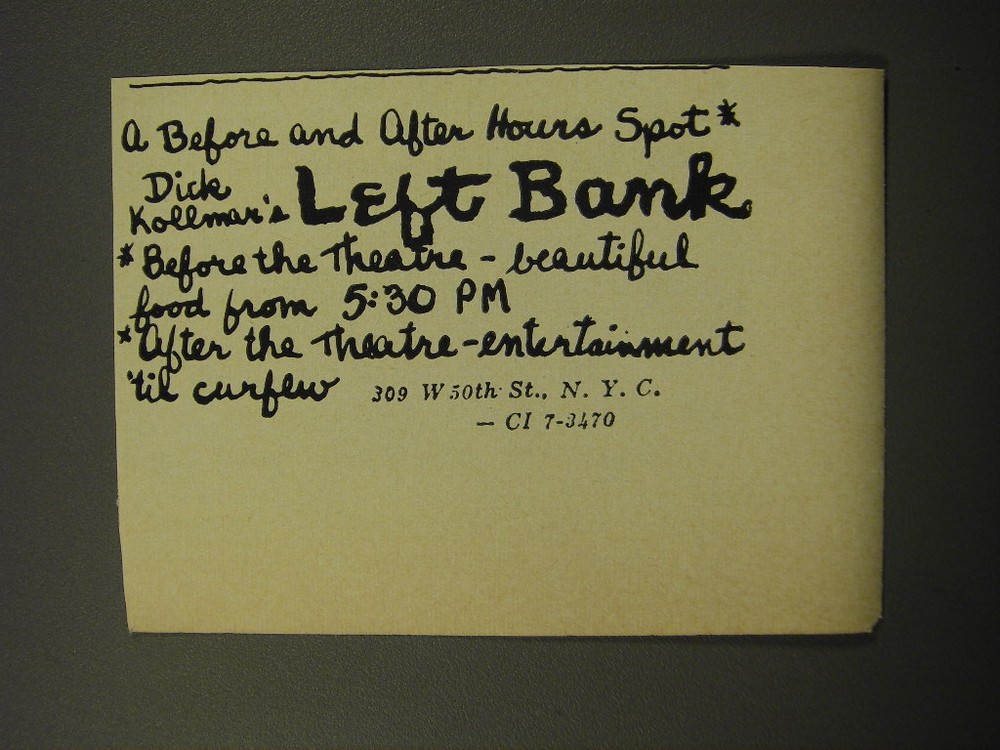 A Before and After Hours Spot*
Dick Kollmar's Left Bank
*Before the Theatre - beautiful
food from 5:30 PM
*After the Theatre - entertainment
'til curfew 309 W 50th St., N. Y. C.
— CI 7-3470